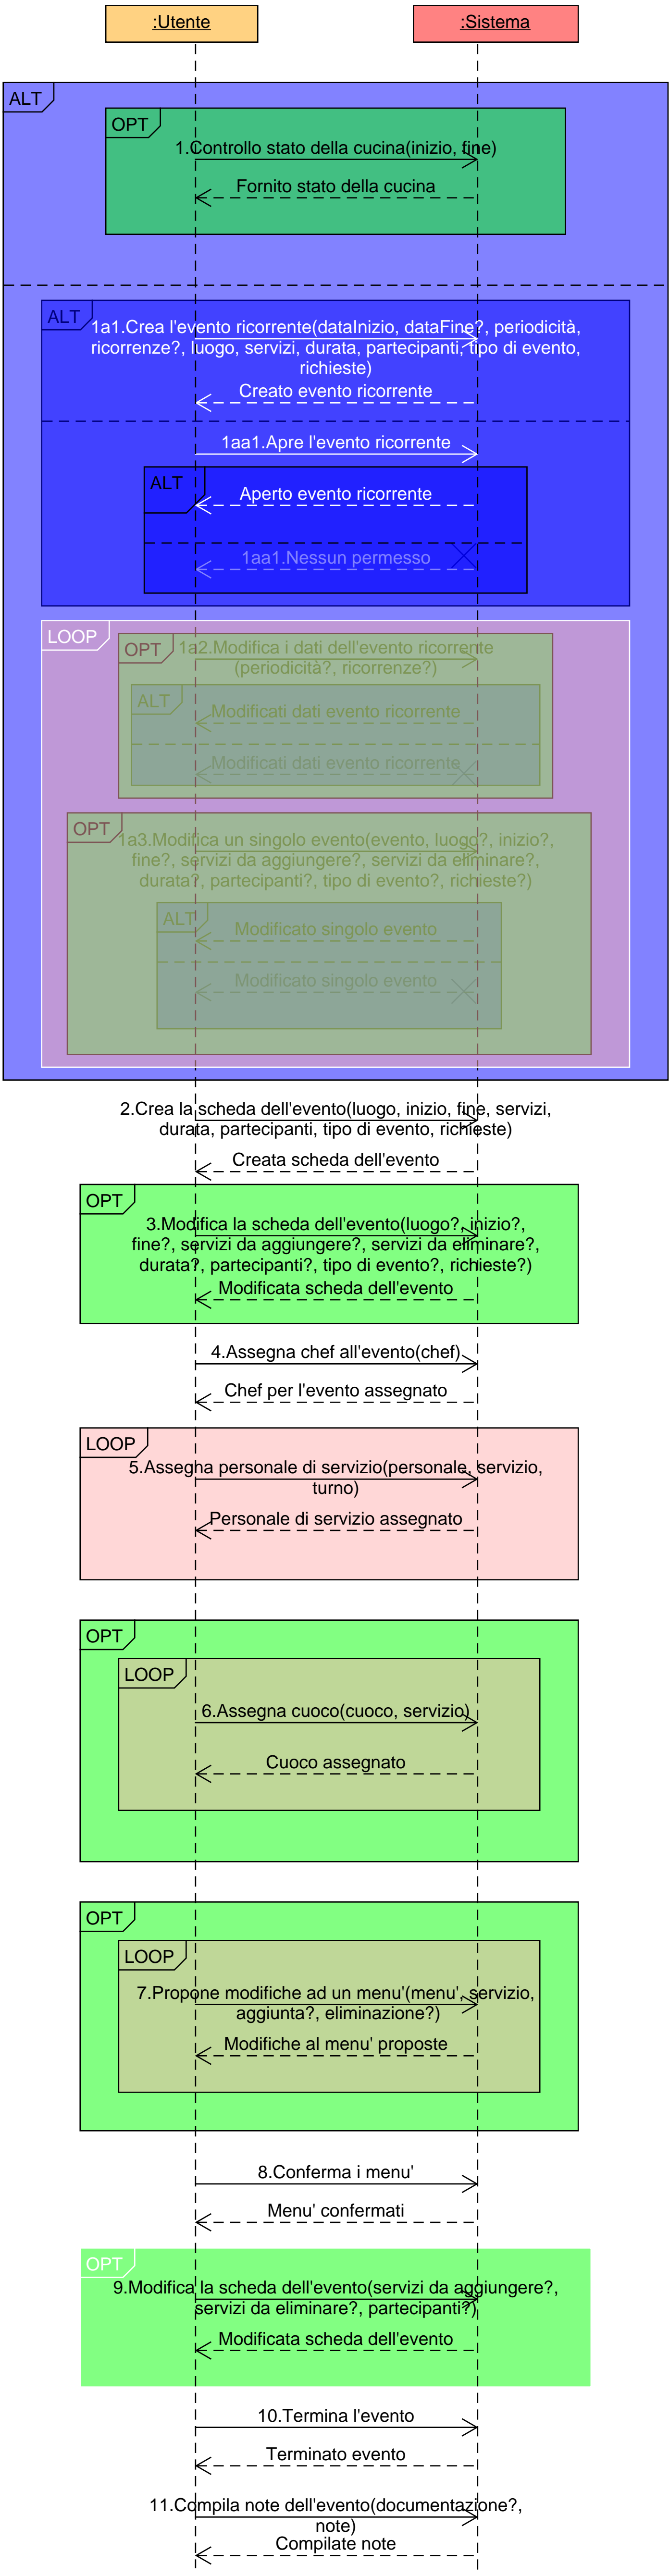 :Utente
:Sistema
ALT
OPT
1.Controllo stato della cucina(inizio, fine)
Fornito stato della cucina
ALT
1a1.Crea l'evento ricorrente(dataInizio, dataFine?, periodicità,
ricorrenze?, luogo, servizi, durata, partecipanti, tipo di evento,
richieste)
Creato evento ricorrente
1aa1.Apre l'evento ricorrente
ALT
Aperto evento ricorrente
1aa1.Nessun permesso
LOOP
OPT
1a2.Modifica i dati dell'evento ricorrente
(periodicità?, ricorrenze?)
ALT
Modificati dati evento ricorrente
Modificati dati evento ricorrente
OPT
1a3.Modifica un singolo evento(evento, luogo?, inizio?,
fine?, servizi da aggiungere?, servizi da eliminare?,
durata?, partecipanti?, tipo di evento?, richieste?)
ALT
Modificato singolo evento
Modificato singolo evento
2.Crea la scheda dell'evento(luogo, inizio, fine, servizi,
durata, partecipanti, tipo di evento, richieste)
Creata scheda dell'evento
OPT
3.Modifica la scheda dell'evento(luogo?, inizio?,
fine?, servizi da aggiungere?, servizi da eliminare?,
durata?, partecipanti?, tipo di evento?, richieste?)
Modificata scheda dell'evento
4.Assegna chef all'evento(chef)
Chef per l'evento assegnato
LOOP
5.Assegna personale di servizio(personale, servizio,
turno)
Personale di servizio assegnato
OPT
LOOP
6.Assegna cuoco(cuoco, servizio)
Cuoco assegnato
OPT
LOOP
7.Propone modifiche ad un menu'(menu', servizio,
aggiunta?, eliminazione?)
Modifiche al menu' proposte
8.Conferma i menu'
Menu' confermati
OPT
9.Modifica la scheda dell'evento(servizi da aggiungere?,
servizi da eliminare?, partecipanti?)
Modificata scheda dell'evento
10.Termina l'evento
Terminato evento
11.Compila note dell'evento(documentazione?,
note)
Compilate note